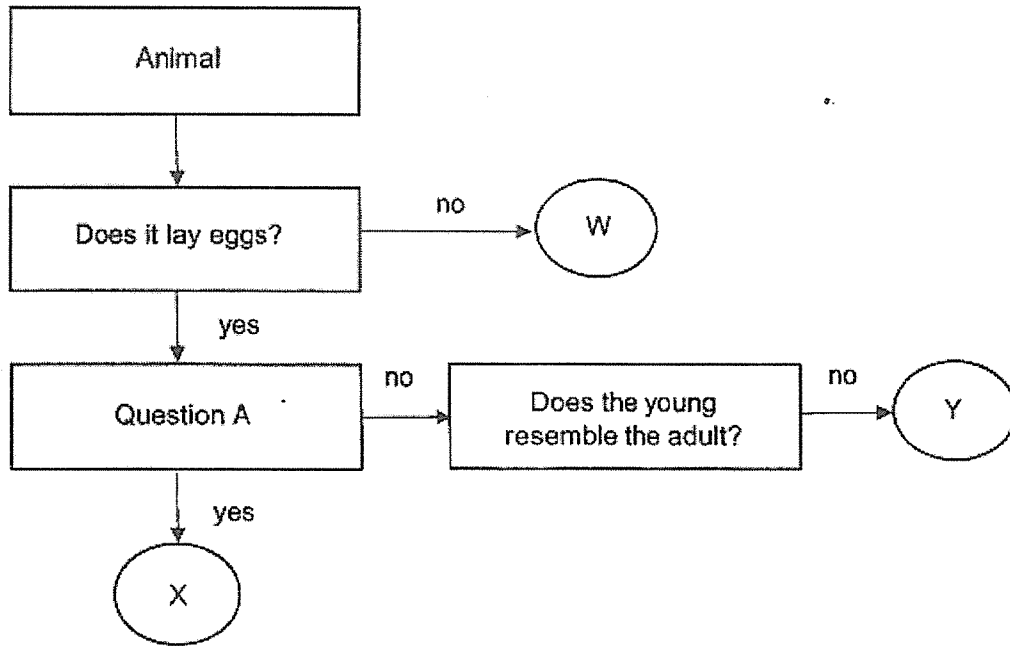 Animal
Does it lay eggs?
no
W
yes
Question A
no
Does the young
resemble the adult?
no
Y
yes
X